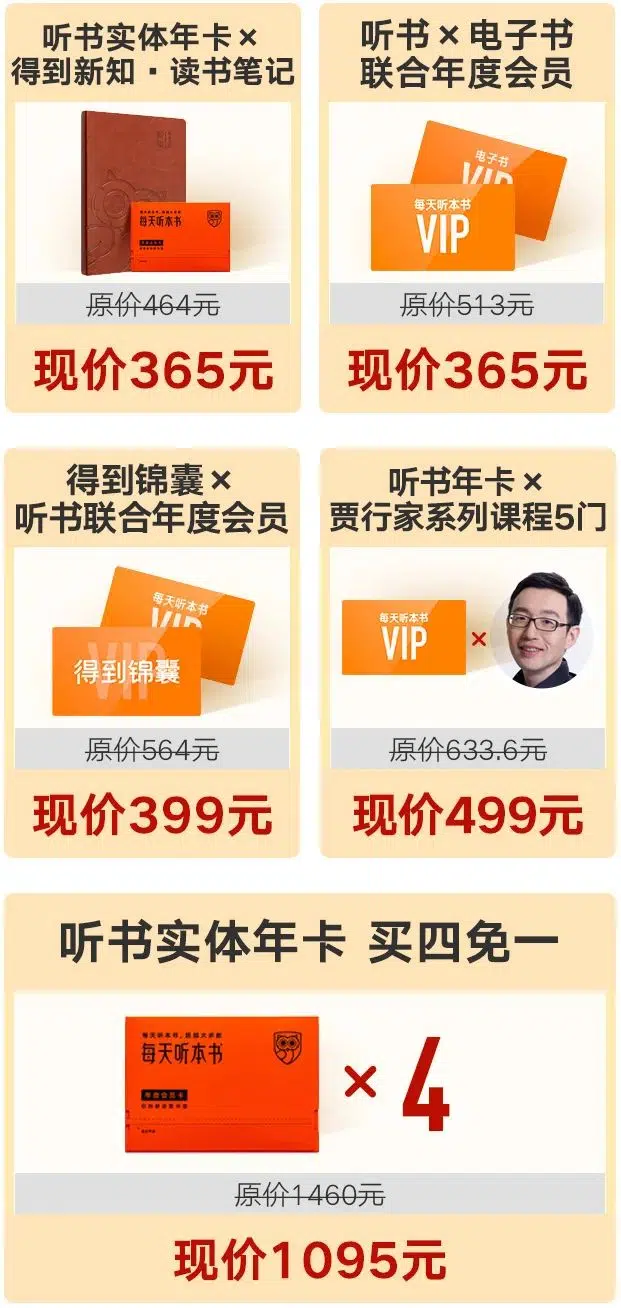 听书实体年卡×
得到新知·读书笔记
每天听本书
原价464元
现价365元
听书×电子书
联合年度会员
电子书
VIP
每天听本书
VIP
原价513元
现价365元
得到锦囊×
听书联合年度会员
每天听本书
VIP
VIP
得到锦囊
原价564元
现价399元
听书年卡×
贾行家系列课程5门
每天听本书
VIP
×
原价633.6元
现价499元
听书实体年卡 买四免一
每天听本书
年度会员卡
×4
原价1460元
现价1095元